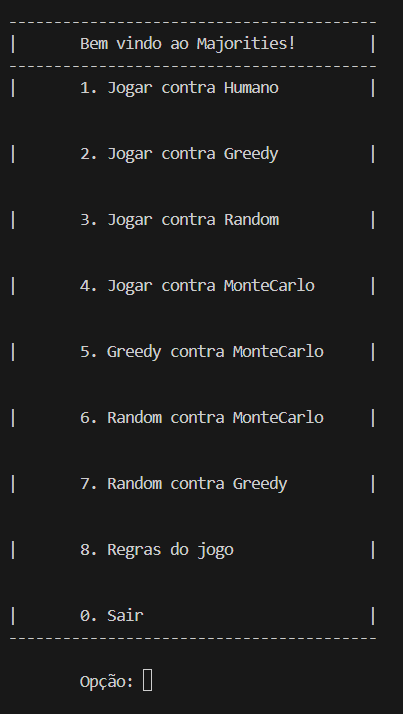 -----------------------------------------
|       Bem vindo ao Majorities!        |
-----------------------------------------
|       1. Jogar contra Humano          |
|       2. Jogar contra Greedy          |
|       3. Jogar contra Random          |
|       4. Jogar contra MonteCarlo      |
|       5. Greedy contra MonteCarlo     |
|       6. Random contra MonteCarlo     |
|       7. Random contra Greedy         |
|       8. Regras do jogo               |
|       0. Sair                         |
-----------------------------------------
        Opção: